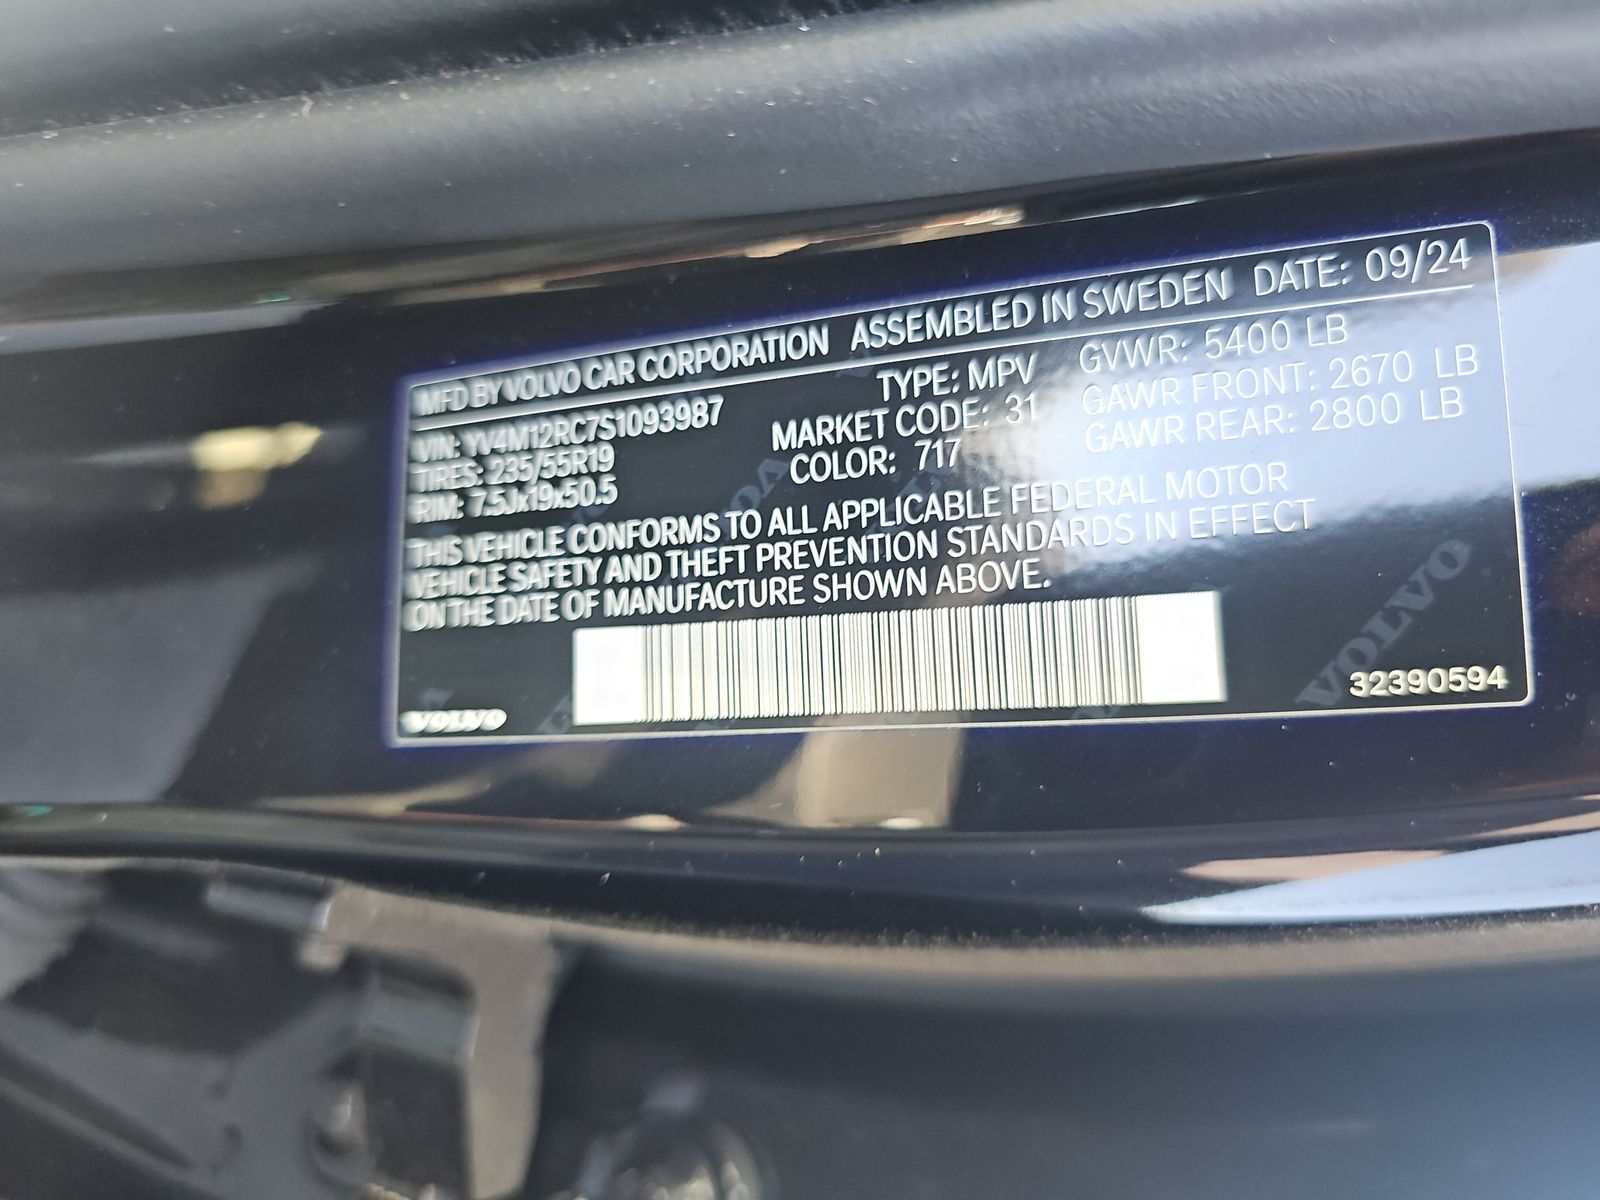 MFD BY VOLVO CAR CORPORATION ASSEMBLED IN SWEDEN DATE: 09/24
VIN: YV4M12RC7S1093987 TYPE: MPV GVWR: 5400 LB
TIRES: 235/55R19 MARKET CODE: 31 GAWR FRONT: 2670 LB
RIM: 7.5Jx19x50.5 COLOR: 717 GAWR REAR: 2800 LB
THIS VEHICLE CONFORMS TO ALL APPLICABLE FEDERAL MOTOR
VEHICLE SAFETY AND THEFT PREVENTION STANDARDS IN EFFECT
ON THE DATE OF MANUFACTURE SHOWN ABOVE.
VOLVO 32390594
VOLVO